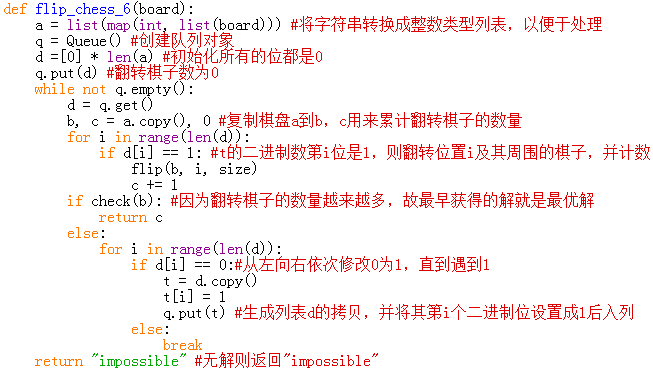 def flip_chess_6(board):
    a = list(map(int, list(board))) #将字符串转换成整数类型列表，以便于处理
    q = Queue() #创建队列对象
    d =[0] * len(a) #初始化所有的位都是0
    q.put(d) #翻转棋子数为0
    while not q.empty():
        d = q.get()
        b, c = a.copy(), 0 #复制棋盘a到b，c用来累计翻转棋子的数量
        for i in range(len(d)):
            if d[i] == 1: #t的二进制数第i位是1，则翻转位置i及其周围的棋子，并计数
                flip(b, i, size)
                c += 1
        if check(b): #因为翻转棋子的数量越来越多，故最早获得的解就是最优解
            return c
        else:
            for i in range(len(d)):
                if d[i] == 0:#从左向右依次修改0为1，直到遇到1
                    t = d.copy()
                    t[i] = 1
                    q.put(t) #生成列表d的拷贝，并将其第i个二进制位设置成1后入列
                else:
                    break
    return "impossible" #无解则返回"impossible"